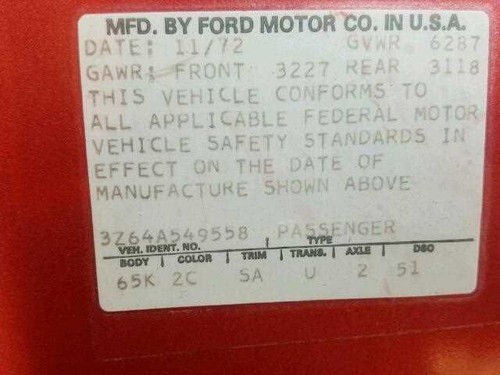 MFD. BY FORD MOTOR CO. IN U.S.A.
DATE: 11/72 GVWR 6287
GAWR: FRONT 3227 REAR 3118
THIS VEHICLE CONFORMS TO
ALL APPLICABLE FEDERAL MOTOR
VEHICLE SAFETY STANDARDS IN
EFFECT ON THE DATE OF
MANUFACTURE SHOWN ABOVE
3Z64A549558 PASSENGER
VEH. IDENT. NO. TYPE
BODY COLOR TRIM TRANS. AXLE DSO
65K 2C SA U 2 51